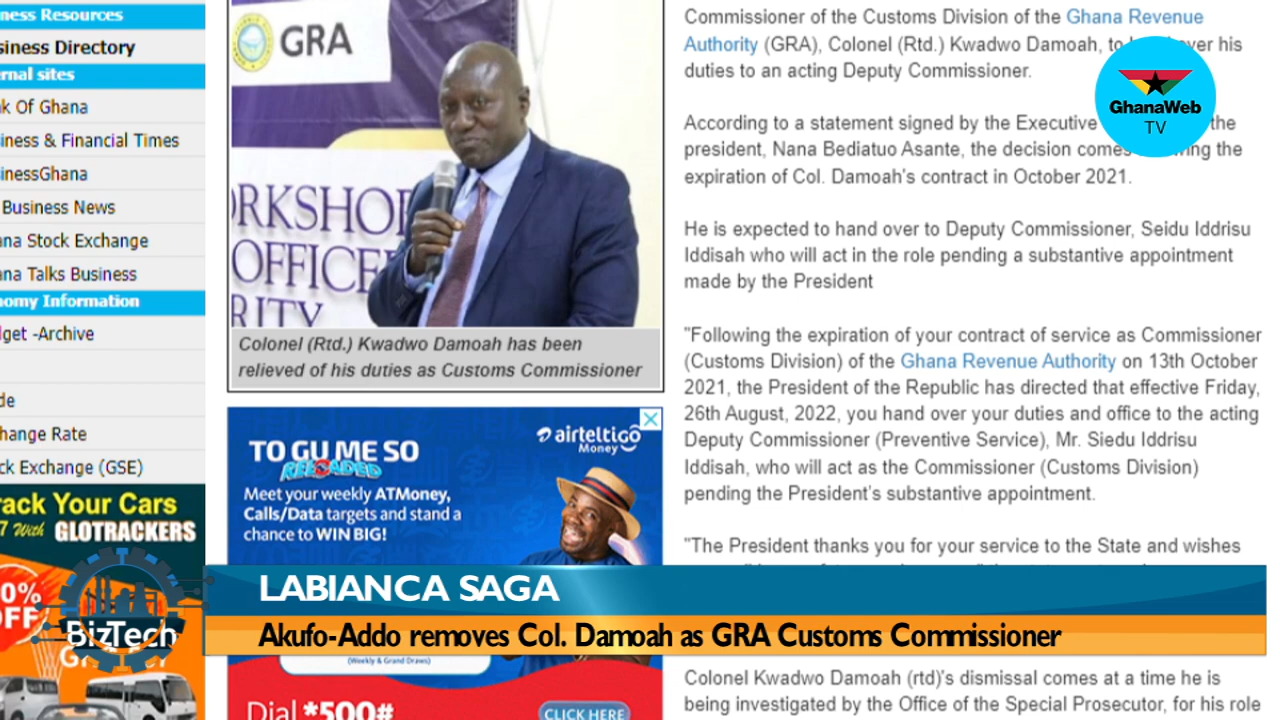 ness Resources
siness Directory
rnal sites
k Of Ghana
iness & Financial Times
inessGhana
Business News
na Stock Exchange
na Talks Business
nomy Information
get -Archive
de
hange Rate
ck Exchange (GSE)
rack Your Cars
7 With GLOTRACKERS
0%
OFF
BizTech
GRA
ORKSHOP
OFFICE
RITY
Colonel (Rtd.) Kwadwo Damoah has been
relieved of his duties as Customs Commissioner
TO GU ME SO
RELOADED
airteltigo
Money
Meet your weekly ATMoney,
Calls/Data targets and stand a
chance to WIN BIG!
(Weekly & Grand Draws)
Dial *500#
CLICK HERE
Commissioner of the Customs Division of the Ghana Revenue
Authority (GRA), Colonel (Rtd.) Kwadwo Damoah, to over his
duties to an acting Deputy Commissioner.
According to a statement signed by the Executive the
president, Nana Bediatuo Asante, the decision comes the
expiration of Col. Damoah's contract in October 2021.
He is expected to hand over to Deputy Commissioner, Seidu Iddrisu
Iddisah who will act in the role pending a substantive appointment
made by the President
"Following the expiration of your contract of service as Commissioner
(Customs Division) of the Ghana Revenue Authority on 13th October
2021, the President of the Republic has directed that effective Friday,
26th August, 2022, you hand over your duties and office to the acting
Deputy Commissioner (Preventive Service), Mr. Siedu Iddrisu
Iddisah, who will act as the Commissioner (Customs Division)
pending the President's substantive appointment.
"The President thanks you for your service to the State and wishes
Colonel Kwadwo Damoah (rtd)'s dismissal comes at a time he is
being investigated by the Office of the Special Prosecutor, for his role
GhanaWeb
TV
LABIANCA SAGA
Akufo-Addo removes Col. Damoah as GRA Customs Commissioner